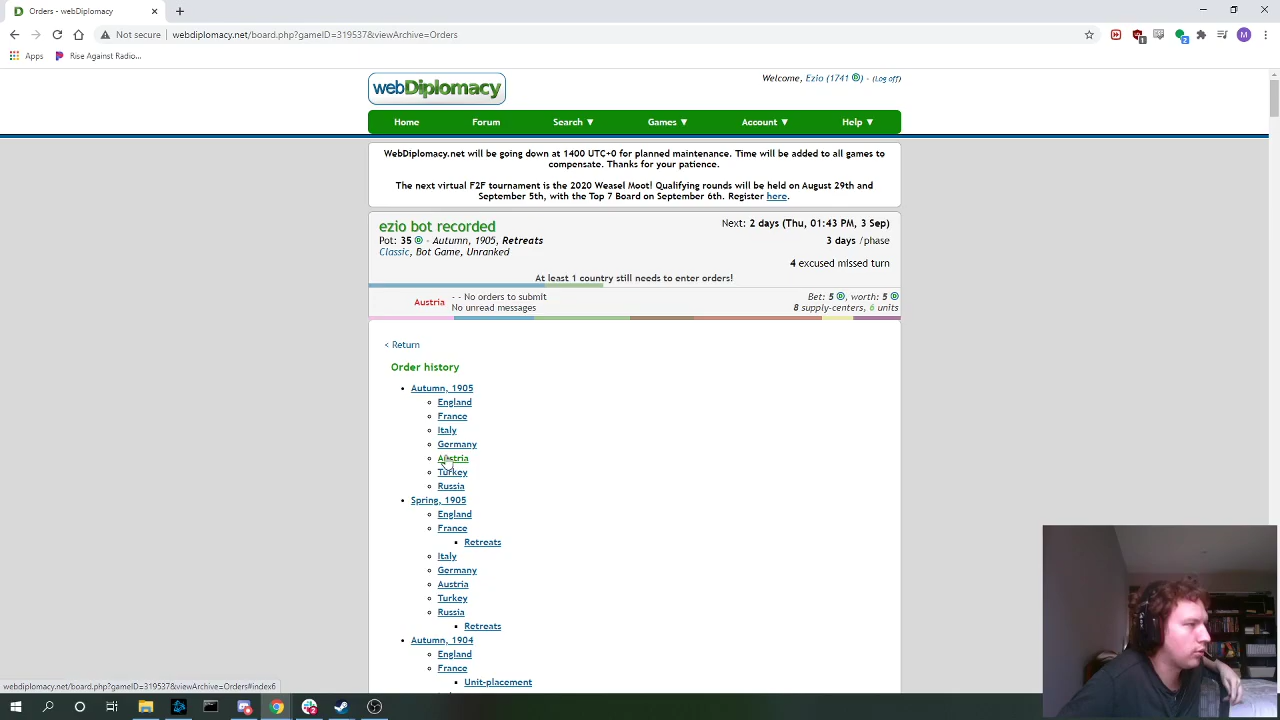 Orders - webDiplomacy
Not secure webdiplomacy.net/board.php?gameID=319537&viewArchive=Orders
Apps Rise Against Radio...
webDiplomacy
Welcome, Ezio (1741 ) - (Log off)
Home Forum Search ▼ Games ▼ Account ▼ Help ▼
WebDiplomacy.net will be going down at 1400 UTC+0 for planned maintenance. Time will be added to all games to
compensate. Thanks for your patience.
The next virtual F2F tournament is the 2020 Weasel Moot! Qualifying rounds will be held on August 29th and
September 5th, with the Top 7 Board on September 6th. Register here.
ezio bot recorded Next: 2 days (Thu, 01:43 PM, 3 Sep)
Pot: 35 - Autumn, 1905, Retreats 3 days /phase
Classic, Bot Game, Unranked
4 excused missed turn
At least 1 country still needs to enter orders!
Austria - - No orders to submit Bet: 5 , worth: 5
No unread messages 8 supply-centers, 6 units
< Return
Order history
• Autumn, 1905
England
France
Italy
Germany
Austria
Turkey
Russia
• Spring, 1905
England
France
Retreats
Italy
Germany
Austria
Turkey
Russia
Retreats
• Autumn, 1904
England
France
Unit-placement
webdiplomacy.net/board.php?gameID=319537&viewArchive=Orders#index6